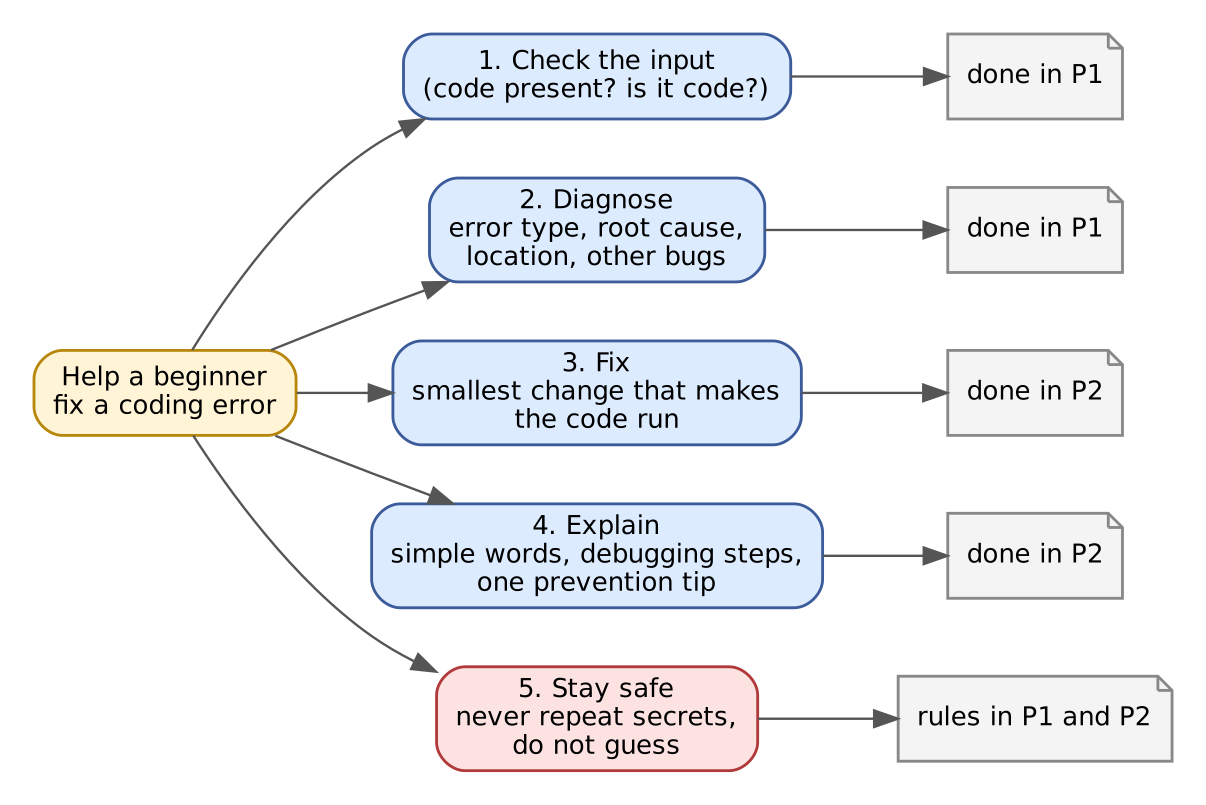 1. Check the input
(code present? is it code?)
done in P1
2. Diagnose
error type, root cause,
location, other bugs
done in P1
Help a beginner
fix a coding error
3. Fix
smallest change that makes
the code run
done in P2
4. Explain
simple words, debugging steps,
one prevention tip
done in P2
5. Stay safe
never repeat secrets,
do not guess
rules in P1 and P2